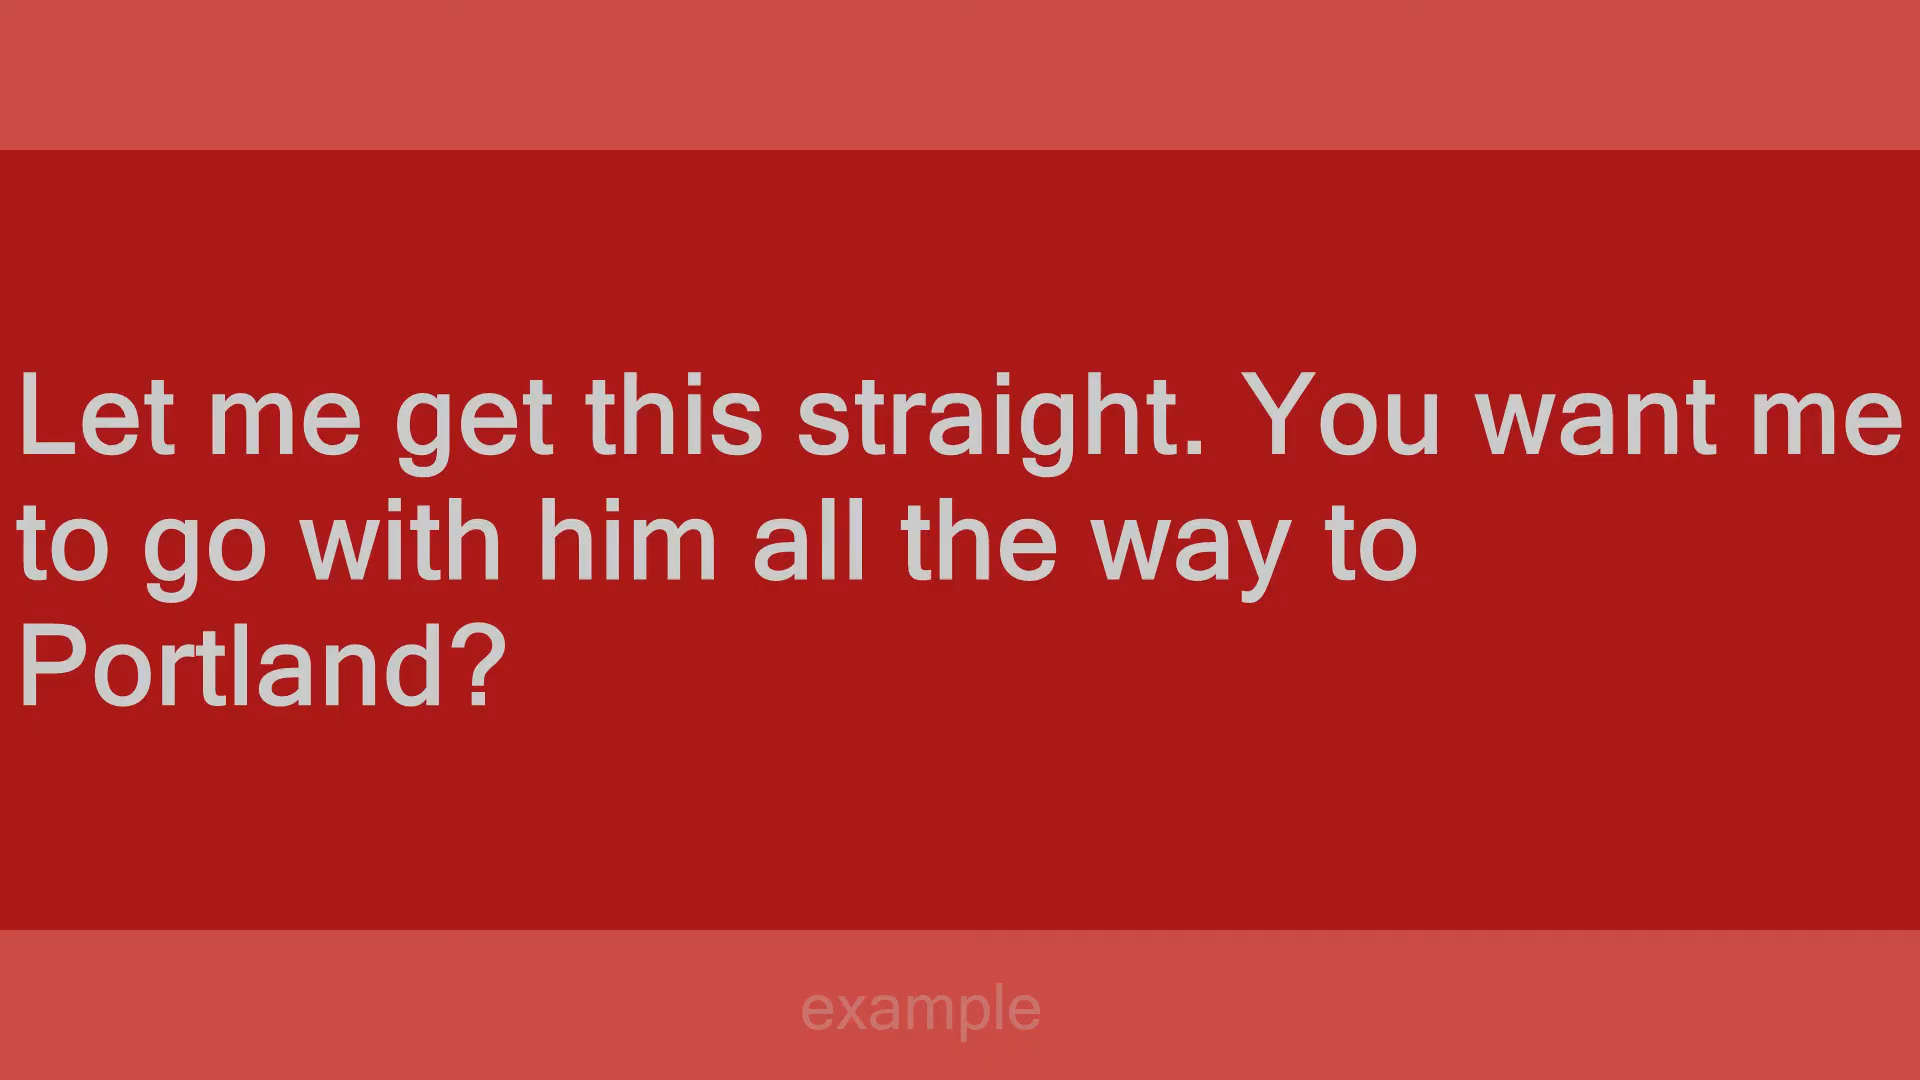 Let me get this straight. You want me
to go with him all the way to
Portland?
example